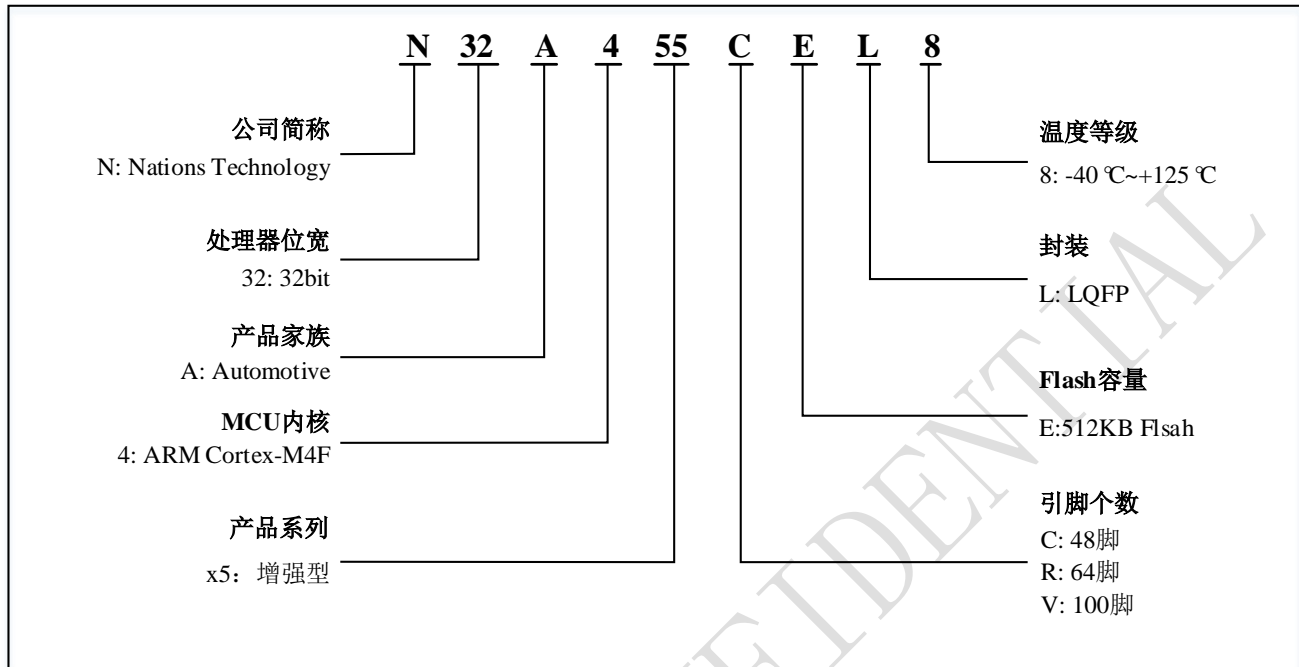 N 32 A 4 55 C E L 8
公司简称
N: Nations Technology
处理器位宽
32: 32bit
产品家族
A: Automotive
MCU内核
4: ARM Cortex-M4F
产品系列
x5：增强型
温度等级
8: -40 ℃~+125 ℃
封装
L: LQFP
Flash容量
E:512KB Flsah
引脚个数
C: 48脚
R: 64脚
V: 100脚
FIDENTIAL